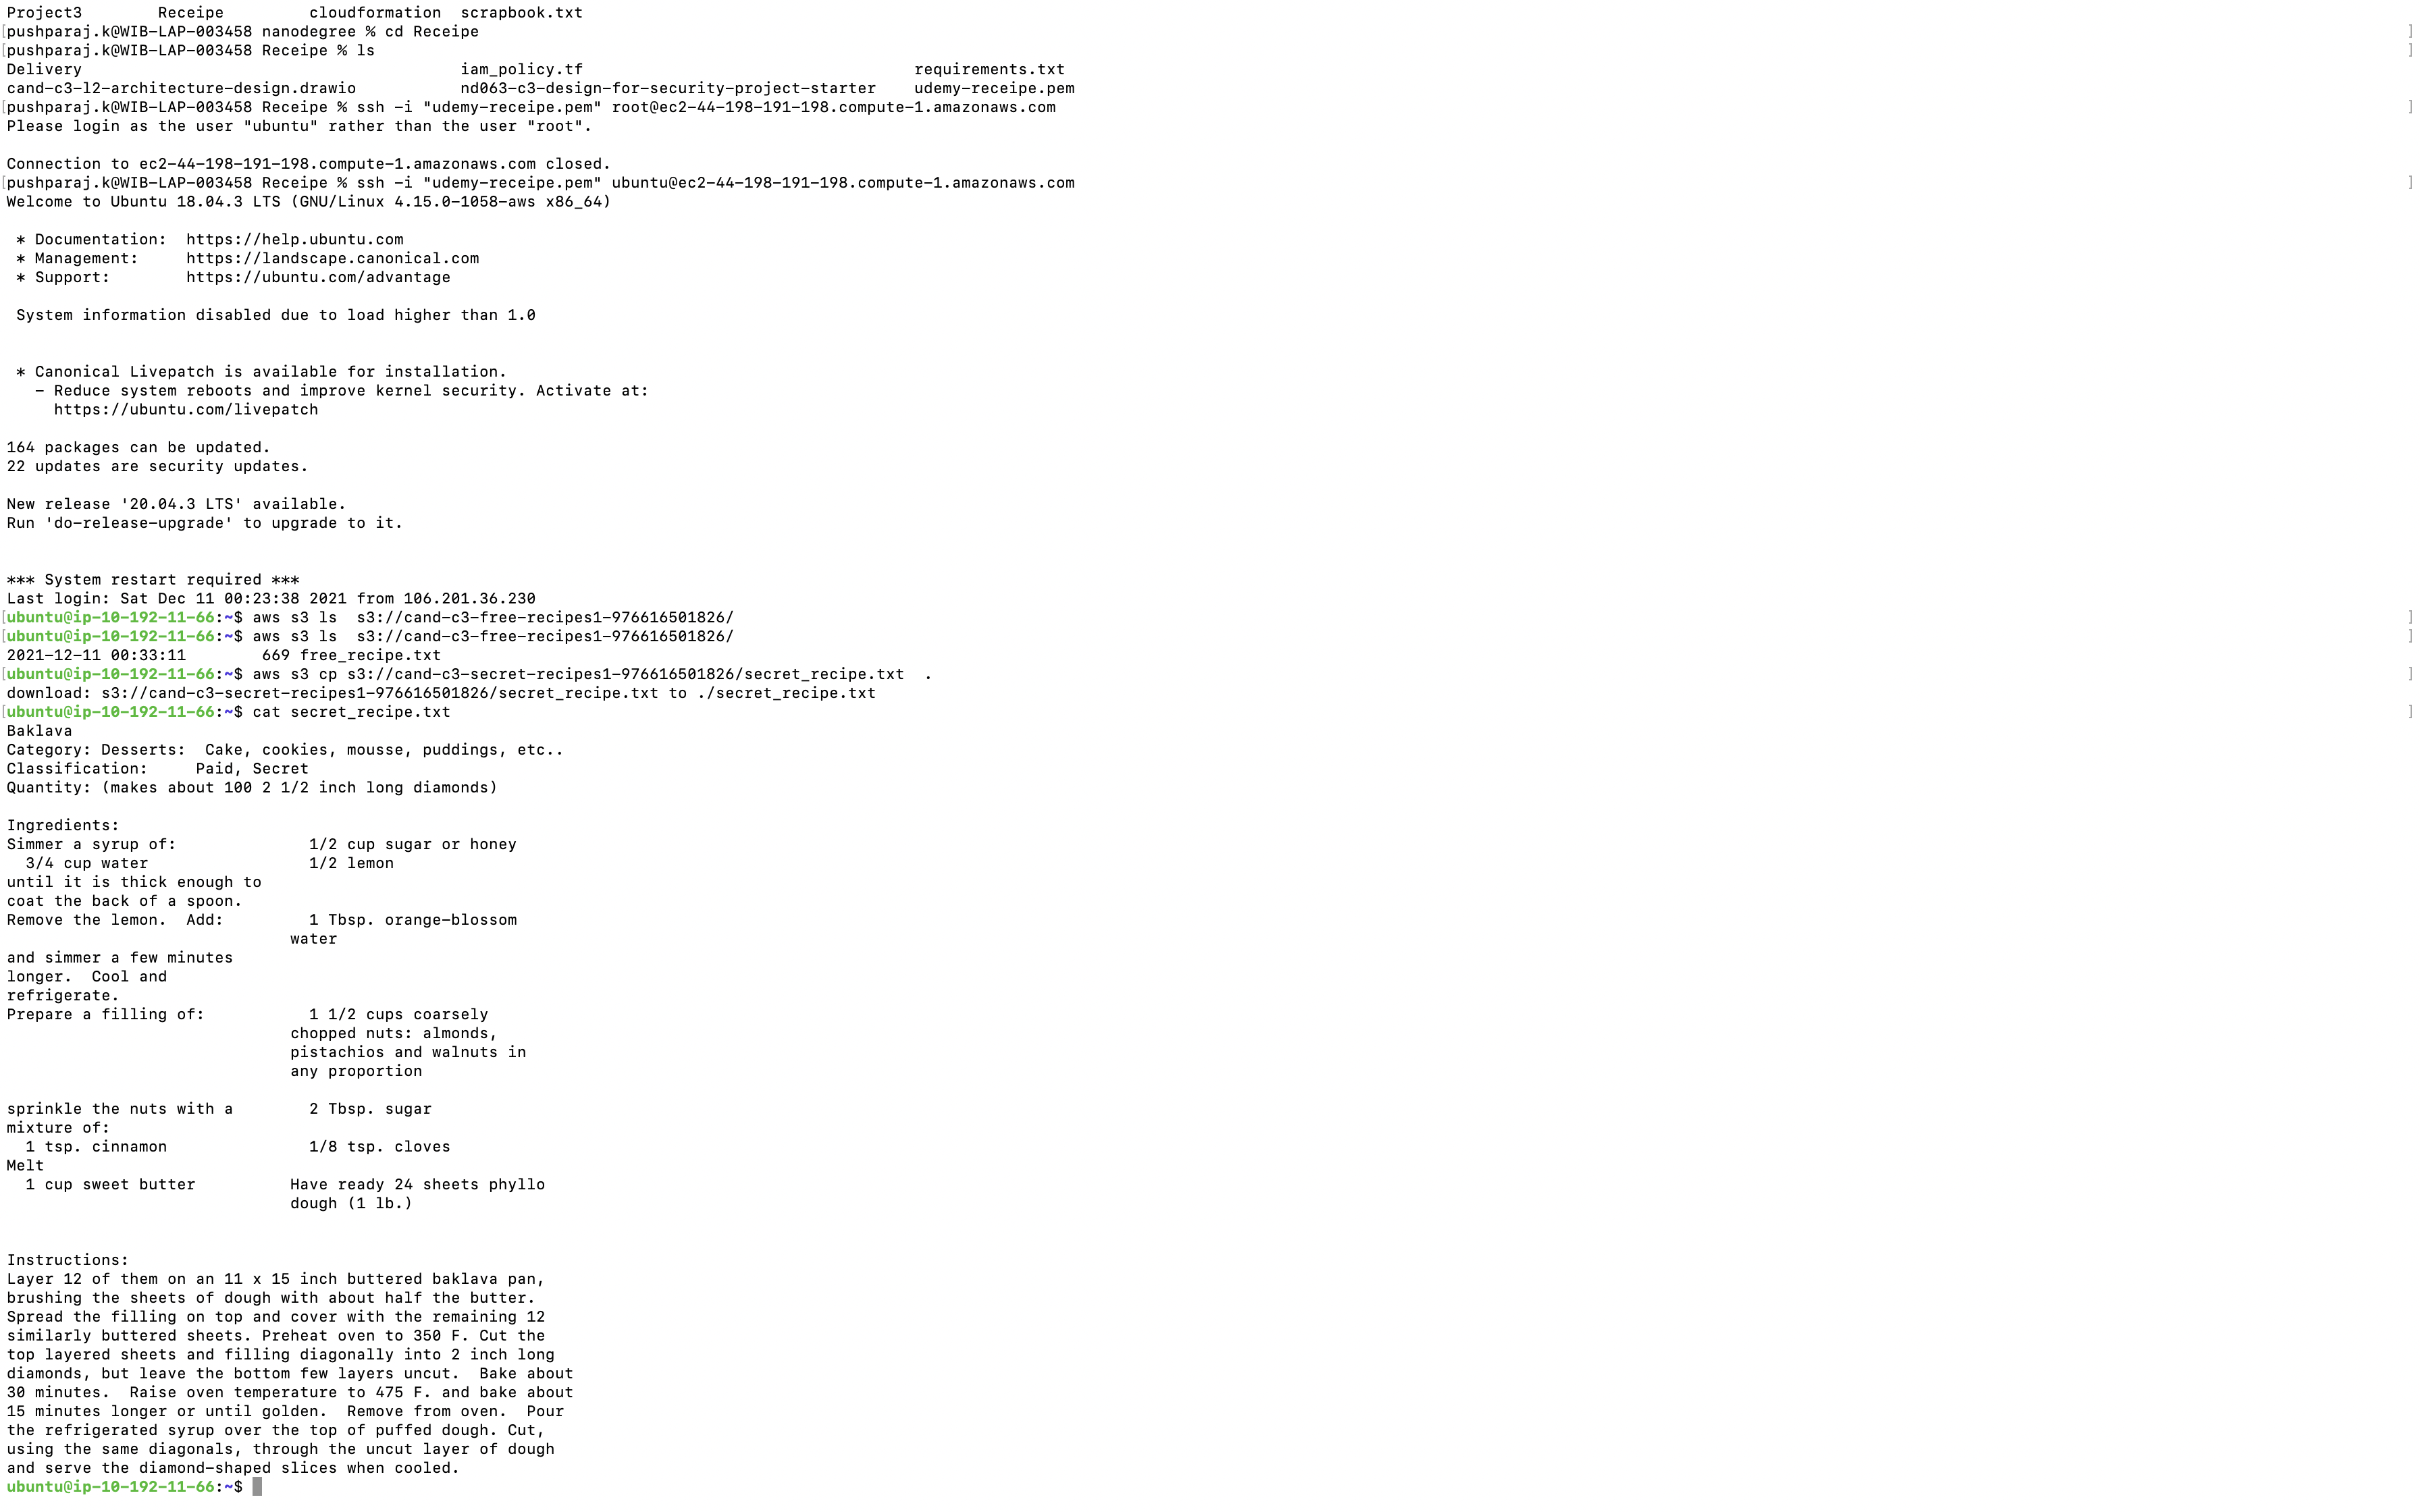 Project3        Receipe         cloudformation  scrapbook.txt
[pushparaj.k@WIB-LAP-003458 nanodegree % cd Receipe ]
[pushparaj.k@WIB-LAP-003458 Receipe % ls ]
Delivery                                        iam_policy.tf                                   requirements.txt
cand-c3-l2-architecture-design.drawio           nd063-c3-design-for-security-project-starter    udemy-receipe.pem
[pushparaj.k@WIB-LAP-003458 Receipe % ssh -i "udemy-receipe.pem" root@ec2-44-198-191-198.compute-1.amazonaws.com ]
Please login as the user "ubuntu" rather than the user "root".

Connection to ec2-44-198-191-198.compute-1.amazonaws.com closed.
[pushparaj.k@WIB-LAP-003458 Receipe % ssh -i "udemy-receipe.pem" ubuntu@ec2-44-198-191-198.compute-1.amazonaws.com ]
Welcome to Ubuntu 18.04.3 LTS (GNU/Linux 4.15.0-1058-aws x86_64)

 * Documentation:  https://help.ubuntu.com
 * Management:     https://landscape.canonical.com
 * Support:        https://ubuntu.com/advantage

 System information disabled due to load higher than 1.0


 * Canonical Livepatch is available for installation.
   - Reduce system reboots and improve kernel security. Activate at:
     https://ubuntu.com/livepatch

164 packages can be updated.
22 updates are security updates.

New release '20.04.3 LTS' available.
Run 'do-release-upgrade' to upgrade to it.


*** System restart required ***
Last login: Sat Dec 11 00:23:38 2021 from 106.201.36.230
[ubuntu@ip-10-192-11-66:~$ aws s3 ls  s3://cand-c3-free-recipes1-976616501826/ ]
[ubuntu@ip-10-192-11-66:~$ aws s3 ls  s3://cand-c3-free-recipes1-976616501826/ ]
2021-12-11 00:33:11        669 free_recipe.txt
[ubuntu@ip-10-192-11-66:~$ aws s3 cp s3://cand-c3-secret-recipes1-976616501826/secret_recipe.txt  . ]
download: s3://cand-c3-secret-recipes1-976616501826/secret_recipe.txt to ./secret_recipe.txt
[ubuntu@ip-10-192-11-66:~$ cat secret_recipe.txt ]
Baklava
Category: Desserts:  Cake, cookies, mousse, puddings, etc..
Classification:     Paid, Secret
Quantity: (makes about 100 2 1/2 inch long diamonds)

Ingredients:
Simmer a syrup of:              1/2 cup sugar or honey
  3/4 cup water                 1/2 lemon
until it is thick enough to
coat the back of a spoon.
Remove the lemon.  Add:         1 Tbsp. orange-blossom
                              water
and simmer a few minutes
longer.  Cool and
refrigerate.
Prepare a filling of:           1 1/2 cups coarsely
                              chopped nuts: almonds,
                              pistachios and walnuts in
                              any proportion

sprinkle the nuts with a        2 Tbsp. sugar
mixture of:
  1 tsp. cinnamon               1/8 tsp. cloves
Melt
  1 cup sweet butter          Have ready 24 sheets phyllo
                              dough (1 lb.)


Instructions:
Layer 12 of them on an 11 x 15 inch buttered baklava pan,
brushing the sheets of dough with about half the butter.
Spread the filling on top and cover with the remaining 12
similarly buttered sheets. Preheat oven to 350 F. Cut the
top layered sheets and filling diagonally into 2 inch long
diamonds, but leave the bottom few layers uncut.  Bake about
30 minutes.  Raise oven temperature to 475 F. and bake about
15 minutes longer or until golden.  Remove from oven.  Pour
the refrigerated syrup over the top of puffed dough. Cut,
using the same diagonals, through the uncut layer of dough
and serve the diamond-shaped slices when cooled.
ubuntu@ip-10-192-11-66:~$